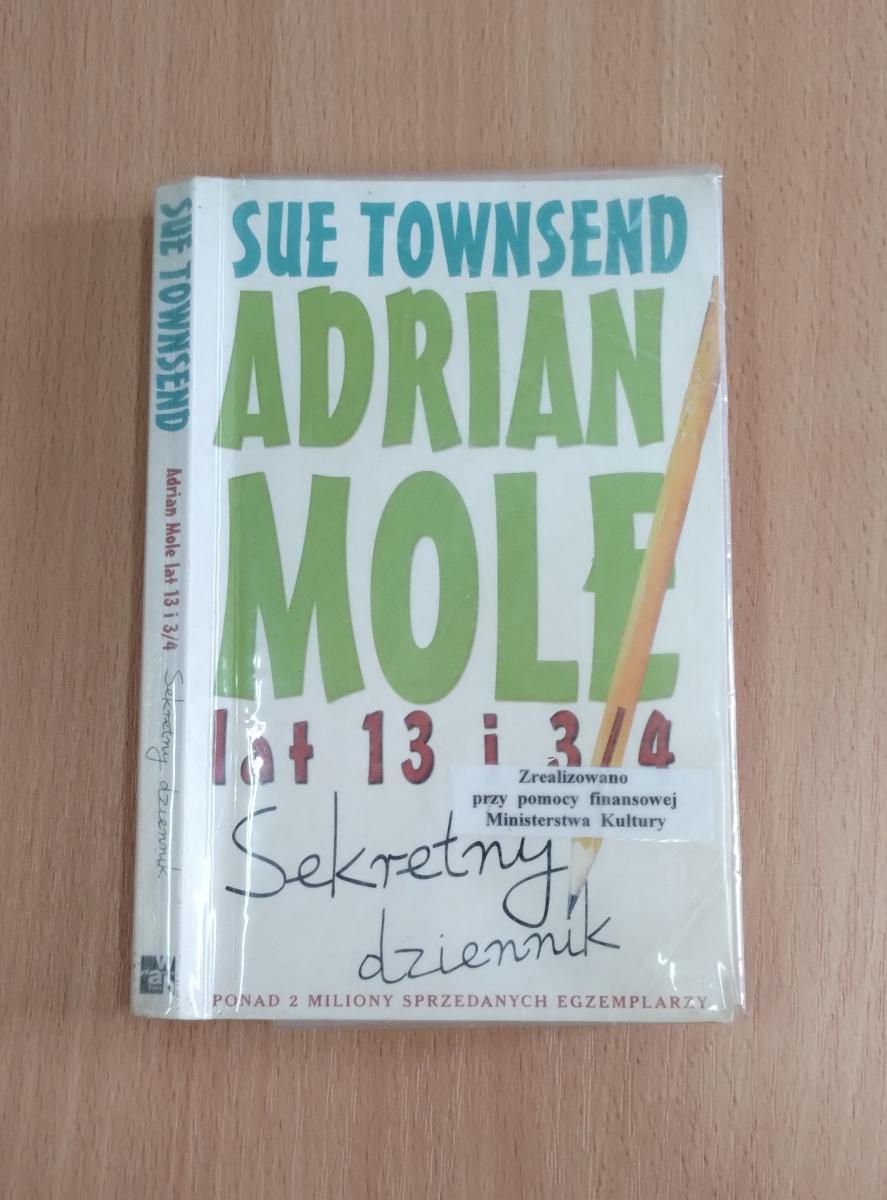 SUE TOWNSEND
ADRIAN
MOLE
lat 13 i 3/4
Zrealizowano
przy pomocy finansowej
Ministerstwa Kultury
Sekretny
dziennik
PONAD 2 MILIONY SPRZEDANYCH EGZEMPLARZY
SUE TOWNSEND
Adrian Mole lat 13 i 3/4
Sekretny dziennik